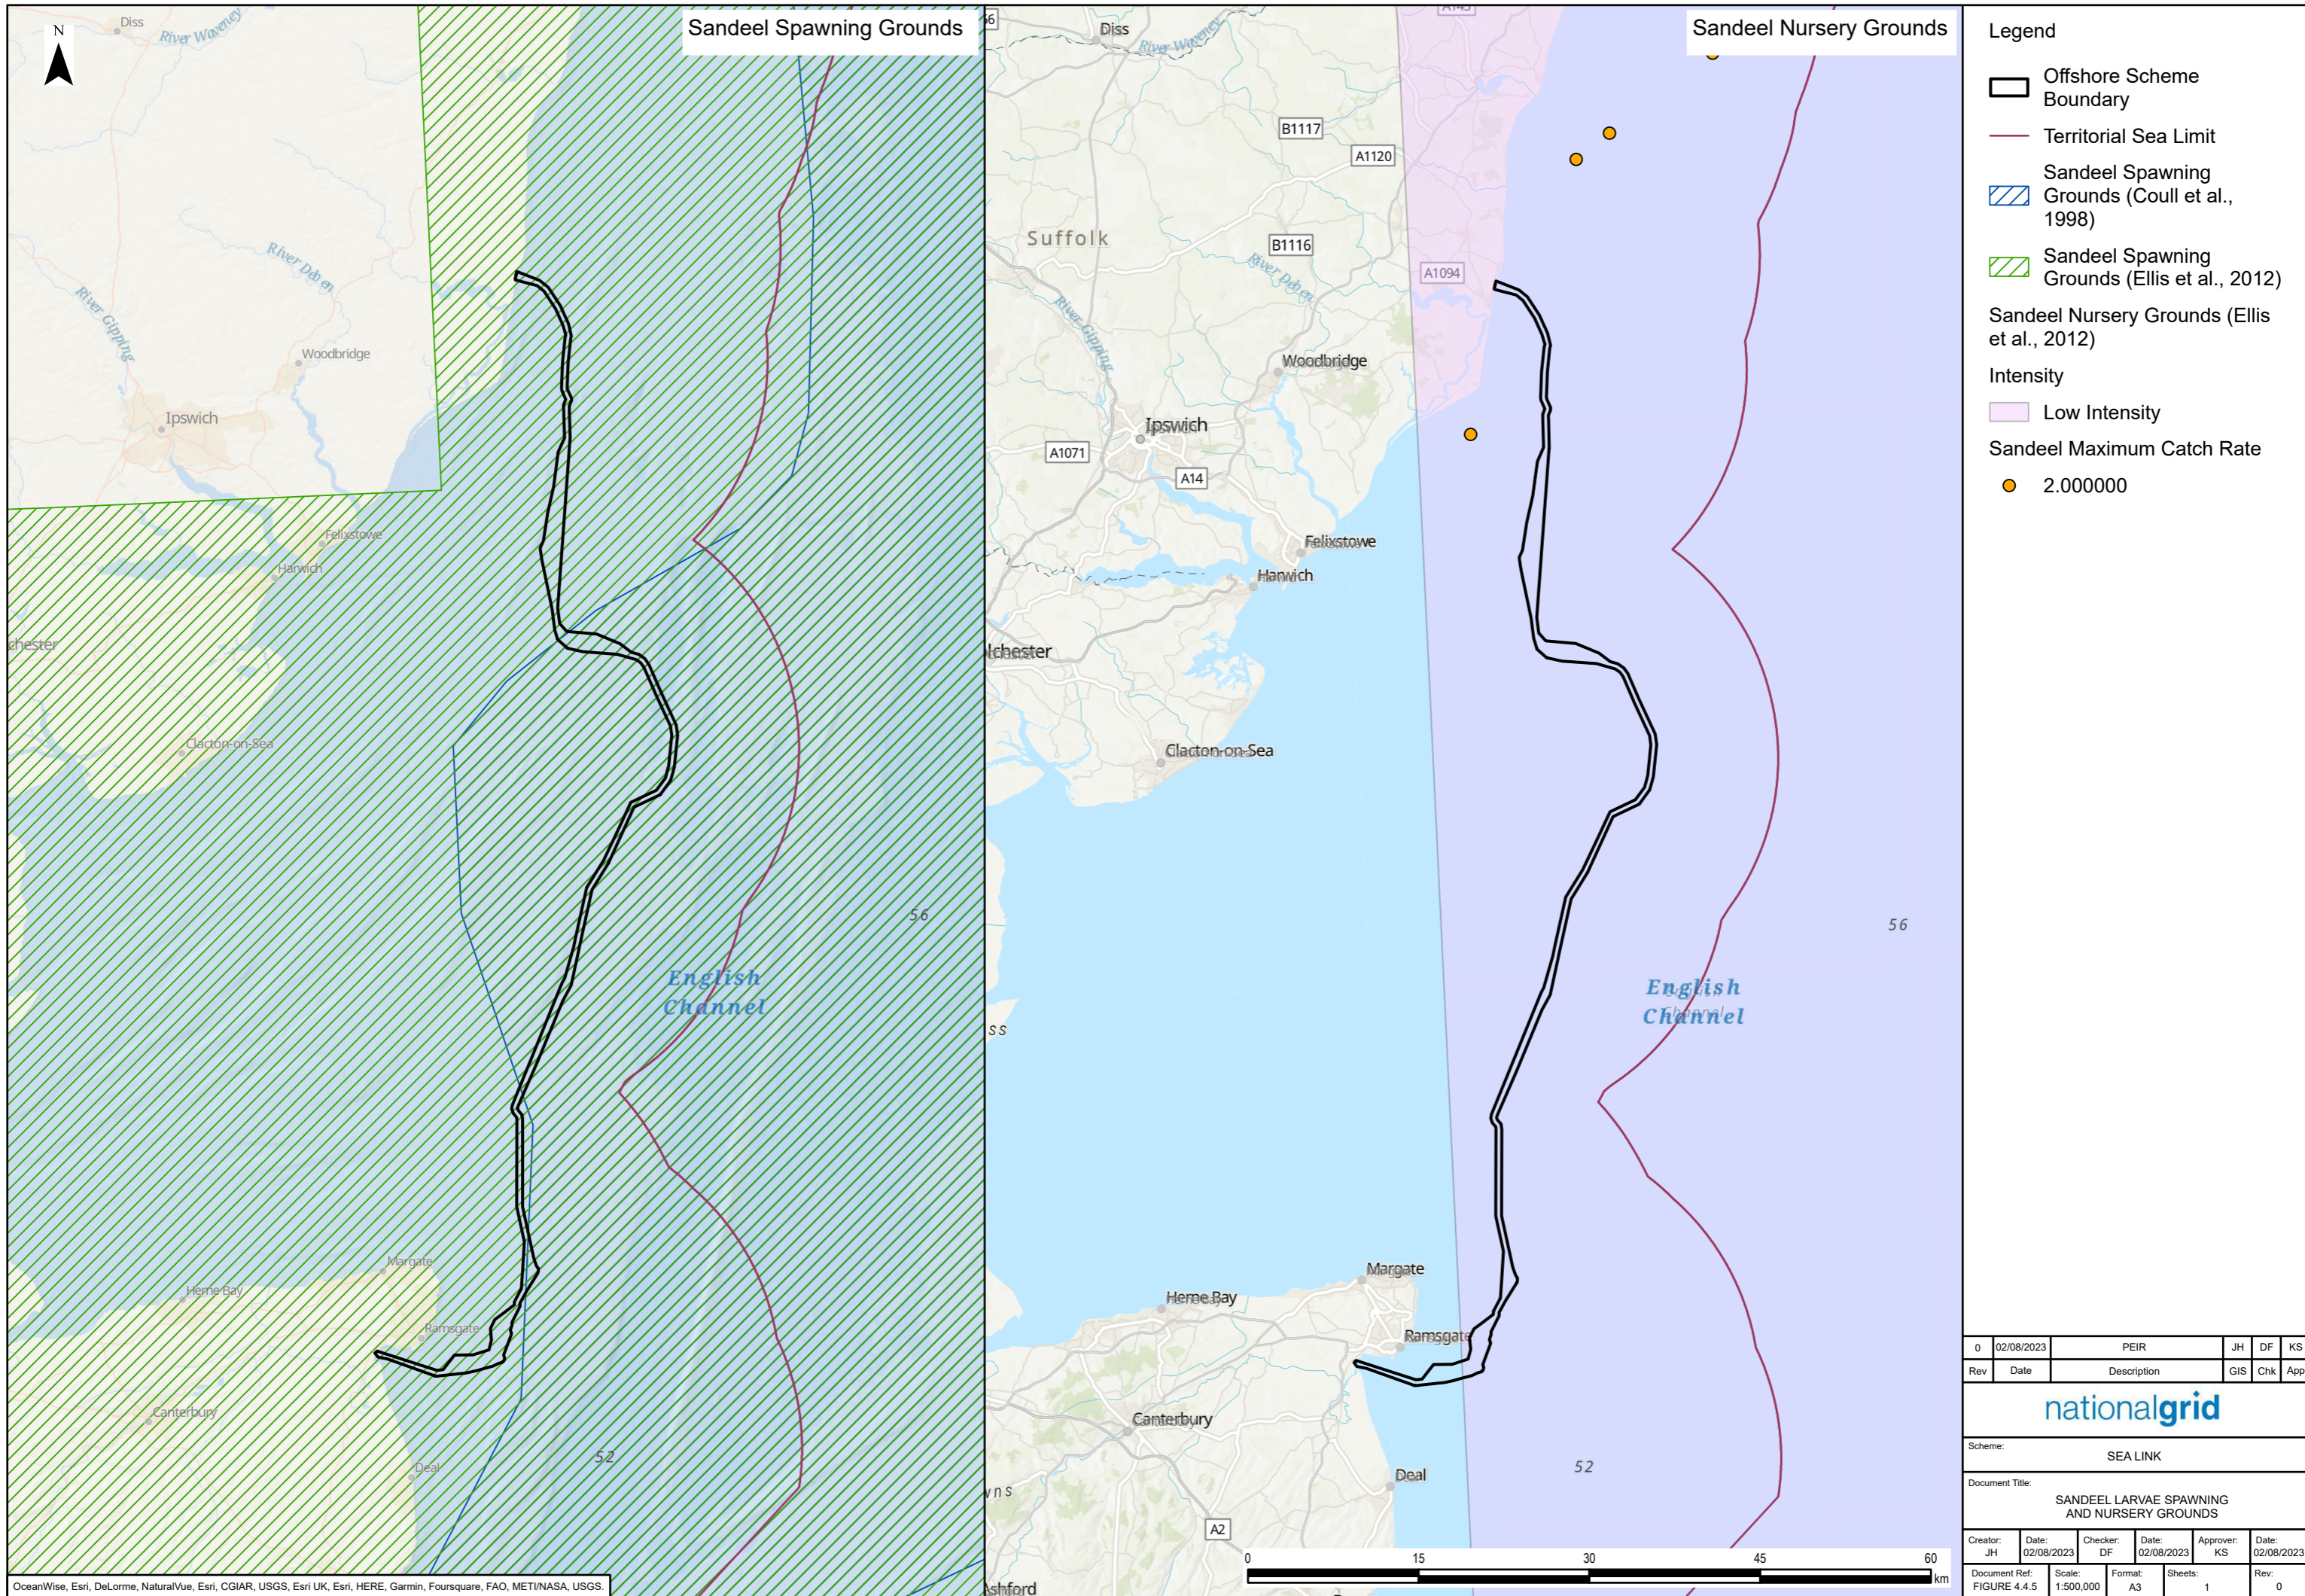 Sandeel Spawning Grounds
N
Diss
River Waveney
River Deben
River Gipping
Woodbridge
Ipswich
Felixstowe
Harwich
chester
Clacton-on-Sea
56
English
Channel
Margate
Herne Bay
Ramsgate
Canterbury
Deal
52
OceanWise, Esri, DeLorme, NaturalVue, Esri, CGIAR, USGS, Esri UK, Esri, HERE, Garmin, Foursquare, FAO, METI/NASA, USGS.
Sandeel Nursery Grounds
A145
Diss
River Waveney
B1117
A1120
Suffolk
B1116
River Deben
A1094
River Gipping
Woodbridge
Ipswich
A1071
A14
Felixstowe
Harwich
lchester
Clacton-on-Sea
56
English
Channel
ss
Margate
Herne Bay
Ramsgate
Canterbury
Deal
wns
52
A2
Ashford
0 15 30 45 60
km
Legend
Offshore Scheme
Boundary
Territorial Sea Limit
Sandeel Spawning
Grounds (Coull et al.,
1998)
Sandeel Spawning
Grounds (Ellis et al., 2012)
Sandeel Nursery Grounds (Ellis
et al., 2012)
Intensity
Low Intensity
Sandeel Maximum Catch Rate
2.000000
0 02/08/2023 PEIR JH DF KS
Rev Date Description GIS Chk App
nationalgrid
Scheme:
SEA LINK
Document Title:
SANDEEL LARVAE SPAWNING
AND NURSERY GROUNDS
Creator: Date: Checker: Date: Approver: Date:
JH 02/08/2023 DF 02/08/2023 KS 02/08/2023
Document Ref: Scale: Format: Sheets: Rev:
FIGURE 4.4.5 1:500,000 A3 1 0